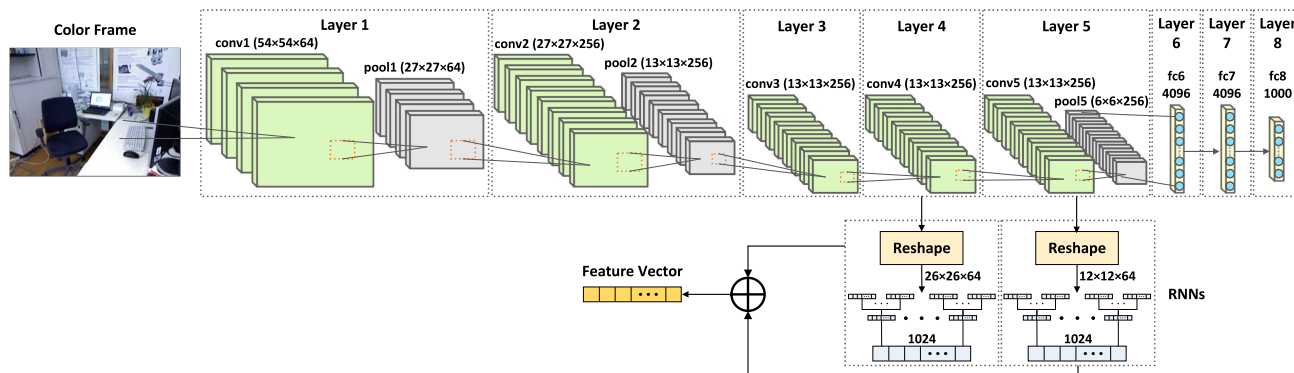 Color Frame
Layer 1
conv1 (54×54×64)
pool1 (27×27×64)
Layer 2
conv2 (27×27×256)
pool2 (13×13×256)
Layer 3
conv3 (13×13×256)
Layer 4
conv4 (13×13×256)
Layer 5
conv5 (13×13×256)
pool5 (6×6×256)
Layer
6
fc6
4096
Layer
7
fc7
4096
Layer
8
fc8
1000
Reshape
26×26×64
1024
Reshape
12×12×64
1024
RNNs
Feature Vector